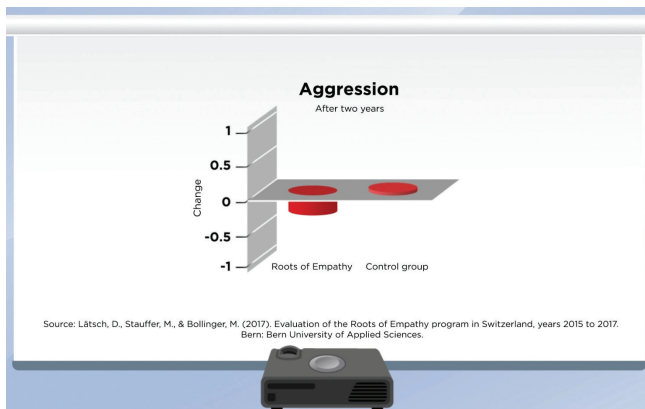 Aggression
After two years
1
0.5
0
-0.5
-1
Change
Roots of Empathy
Control group
Source: Lätsch, D., Stauffer, M., & Bollinger, M. (2017). Evaluation of the Roots of Empathy program in Switzerland, years 2015 to 2017.
Bern: Bern University of Applied Sciences.